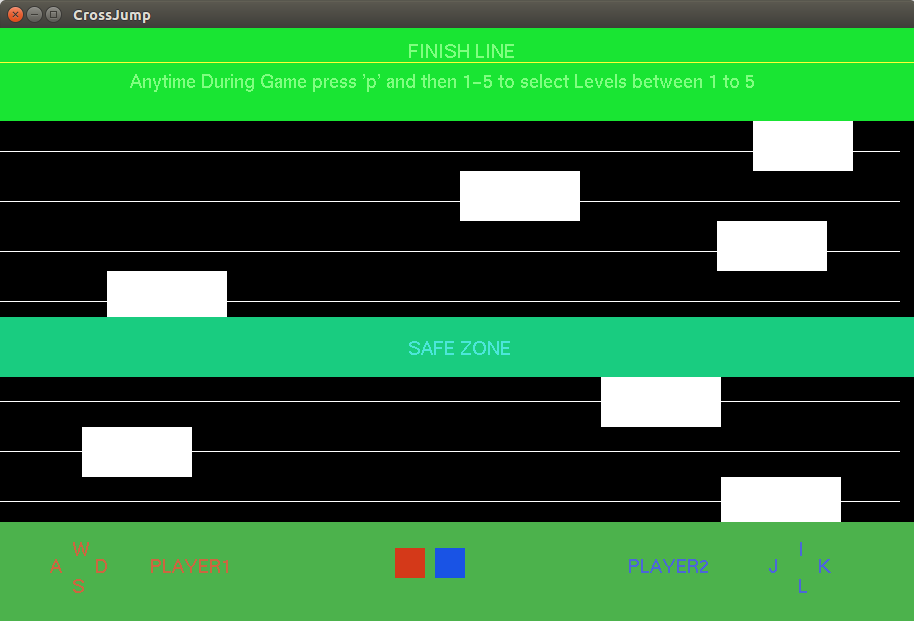 CrossJump
FINISH LINE
Anytime During Game press 'p' and then 1-5 to select Levels between 1 to 5
SAFE ZONE
W
A D PLAYER1
S
I
PLAYER2 J K
L